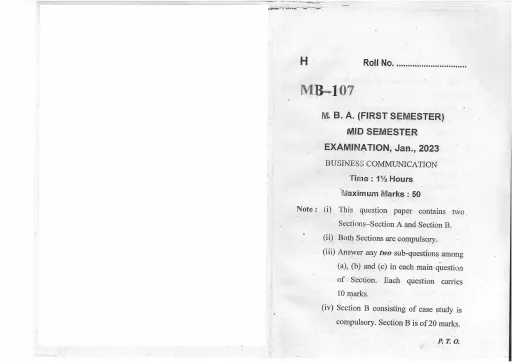 H Roll No. ..............................
MB–107
M. B. A. (FIRST SEMESTER)
MID SEMESTER
EXAMINATION, Jan., 2023
BUSINESS COMMUNICATION
Time : 1½ Hours
Maximum Marks : 50
Note : (i) This question paper contains two
Sections–Section A and Section B.
(ii) Both Sections are compulsory.
(iii) Answer any two sub-questions among
(a), (b) and (c) in each main question
of Section. Each question carries
10 marks.
(iv) Section B consisting of case study is
compulsory. Section B is of 20 marks.
P. T. O.